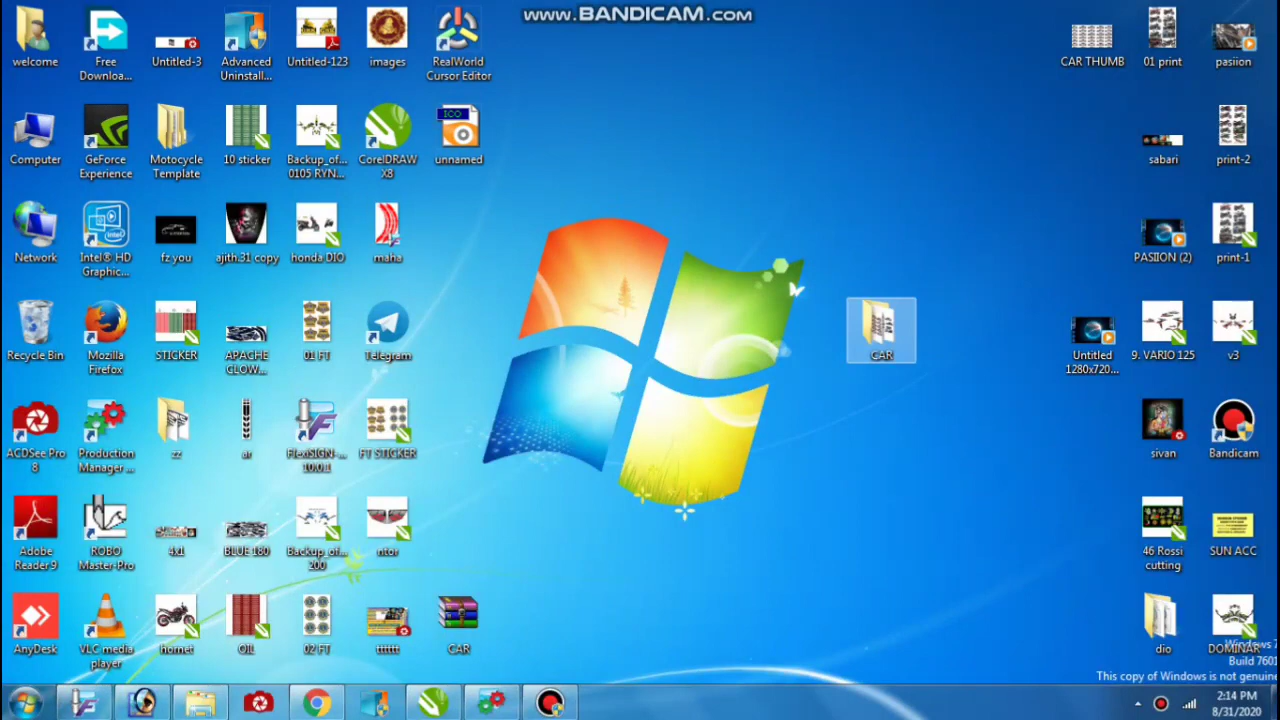 www.BANDICAM.com
welcome
Free
Downloa...
Untitled-3
Advanced
Uninstall...
Untitled-123
images
RealWorld
Cursor Editor
CAR THUMB
01 print
pasiion
Computer
GeForce
Experience
Motocycle
Template
10 sticker
Backup_of...
0105 RYN...
CorelDRAW
X8
ICO
unnamed
sabari
print-2
Network
Intel® HD
Graphic...
fz you
ajith.31 copy
honda DIO
maha
PASIION (2)
print-1
Recycle Bin
Mozilla
Firefox
STICKER
APACHE
CLOW...
01 FT
Telegram
CAR
Untitled
1280x720...
9. VARIO 125
v3
ACDSee Pro
8
Production
Manager ...
zz
ar
FlexiSIGN-...
10.0.1
FT STICKER
sivan
Bandicam
Adobe
Reader 9
ROBO
Master-Pro
4x1
BLUE 180
Backup_of...
200
ntor
46 Rossi
cutting
SUN ACC
AnyDesk
VLC media
player
hornet
OIL
02 FT
tttttt
CAR
dio
DOMINAR
Windows 7
Build 7601
This copy of Windows is not genuine
2:14 PM
8/31/2020